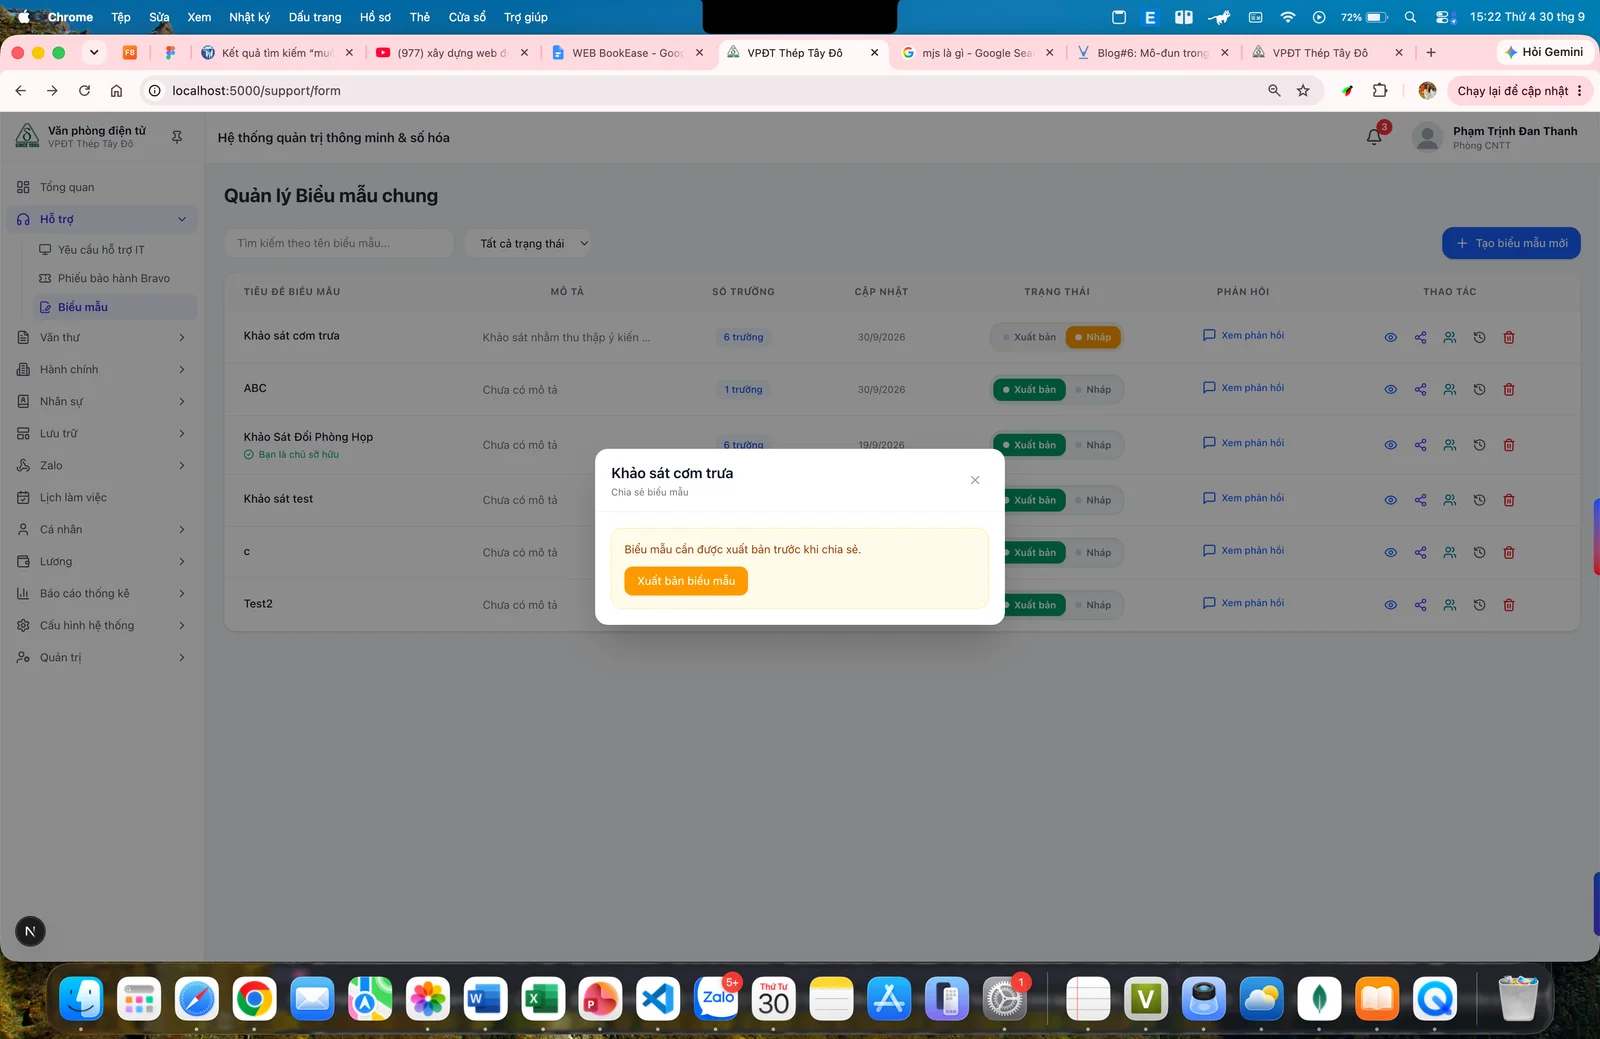 Chrome Tệp Sửa Xem Nhật ký Dấu trang Hồ sơ Thẻ Cửa sổ Trợ giúp
E 72% 15:22 Thứ 4 30 thg 9
FB Kết quả tìm kiếm "muc (977) xây dựng web đ WEB BookEase - Goog VPĐT Thép Tây Đô mjs là gì - Google Sea Blog#6: Mô-đun trong VPĐT Thép Tây Đô Hỏi Gemini
localhost:5000/support/form Chạy lại để cập nhật
SINCE 1995
Văn phòng điện tử
VPĐT Thép Tây Đô
Hệ thống quản trị thông minh & số hóa
3
Phạm Trịnh Đan Thanh
Phòng CNTT
Tổng quan
Hỗ trợ
Yêu cầu hỗ trợ IT
Phiếu bảo hành Bravo
Biểu mẫu
Văn thư
Hành chính
Nhân sự
Lưu trữ
Zalo
Lịch làm việc
Cá nhân
Lương
Báo cáo thống kê
Cấu hình hệ thống
Quản trị
Quản lý Biểu mẫu chung
Tìm kiếm theo tên biểu mẫu... Tất cả trạng thái Tạo biểu mẫu mới
TIÊU ĐỀ BIỂU MẪU MÔ TẢ SỐ TRƯỜNG CẬP NHẬT TRẠNG THÁI PHẢN HỒI THAO TÁC
Khảo sát cơm trưa Khảo sát nhằm thu thập ý kiến ... 6 trường 30/9/2026 Xuất bản Nháp Xem phản hồi
ABC Chưa có mô tả 1 trường 30/9/2026 Xuất bản Nháp Xem phản hồi
Khảo Sát Đổi Phòng Họp Chưa có mô tả 6 trường 19/9/2026 Xuất bản Nháp Xem phản hồi
Bạn là chủ sở hữu
Khảo sát test Chưa có mô tả Xuất bản Nháp Xem phản hồi
c Chưa có mô tả Xuất bản Nháp Xem phản hồi
Test2 Chưa có mô tả Xuất bản Nháp Xem phản hồi
Khảo sát cơm trưa
Chia sẻ biểu mẫu
Biểu mẫu cần được xuất bản trước khi chia sẻ.
Xuất bản biểu mẫu
N
W X P Zalo 5+ Thứ Tư 30 1 V